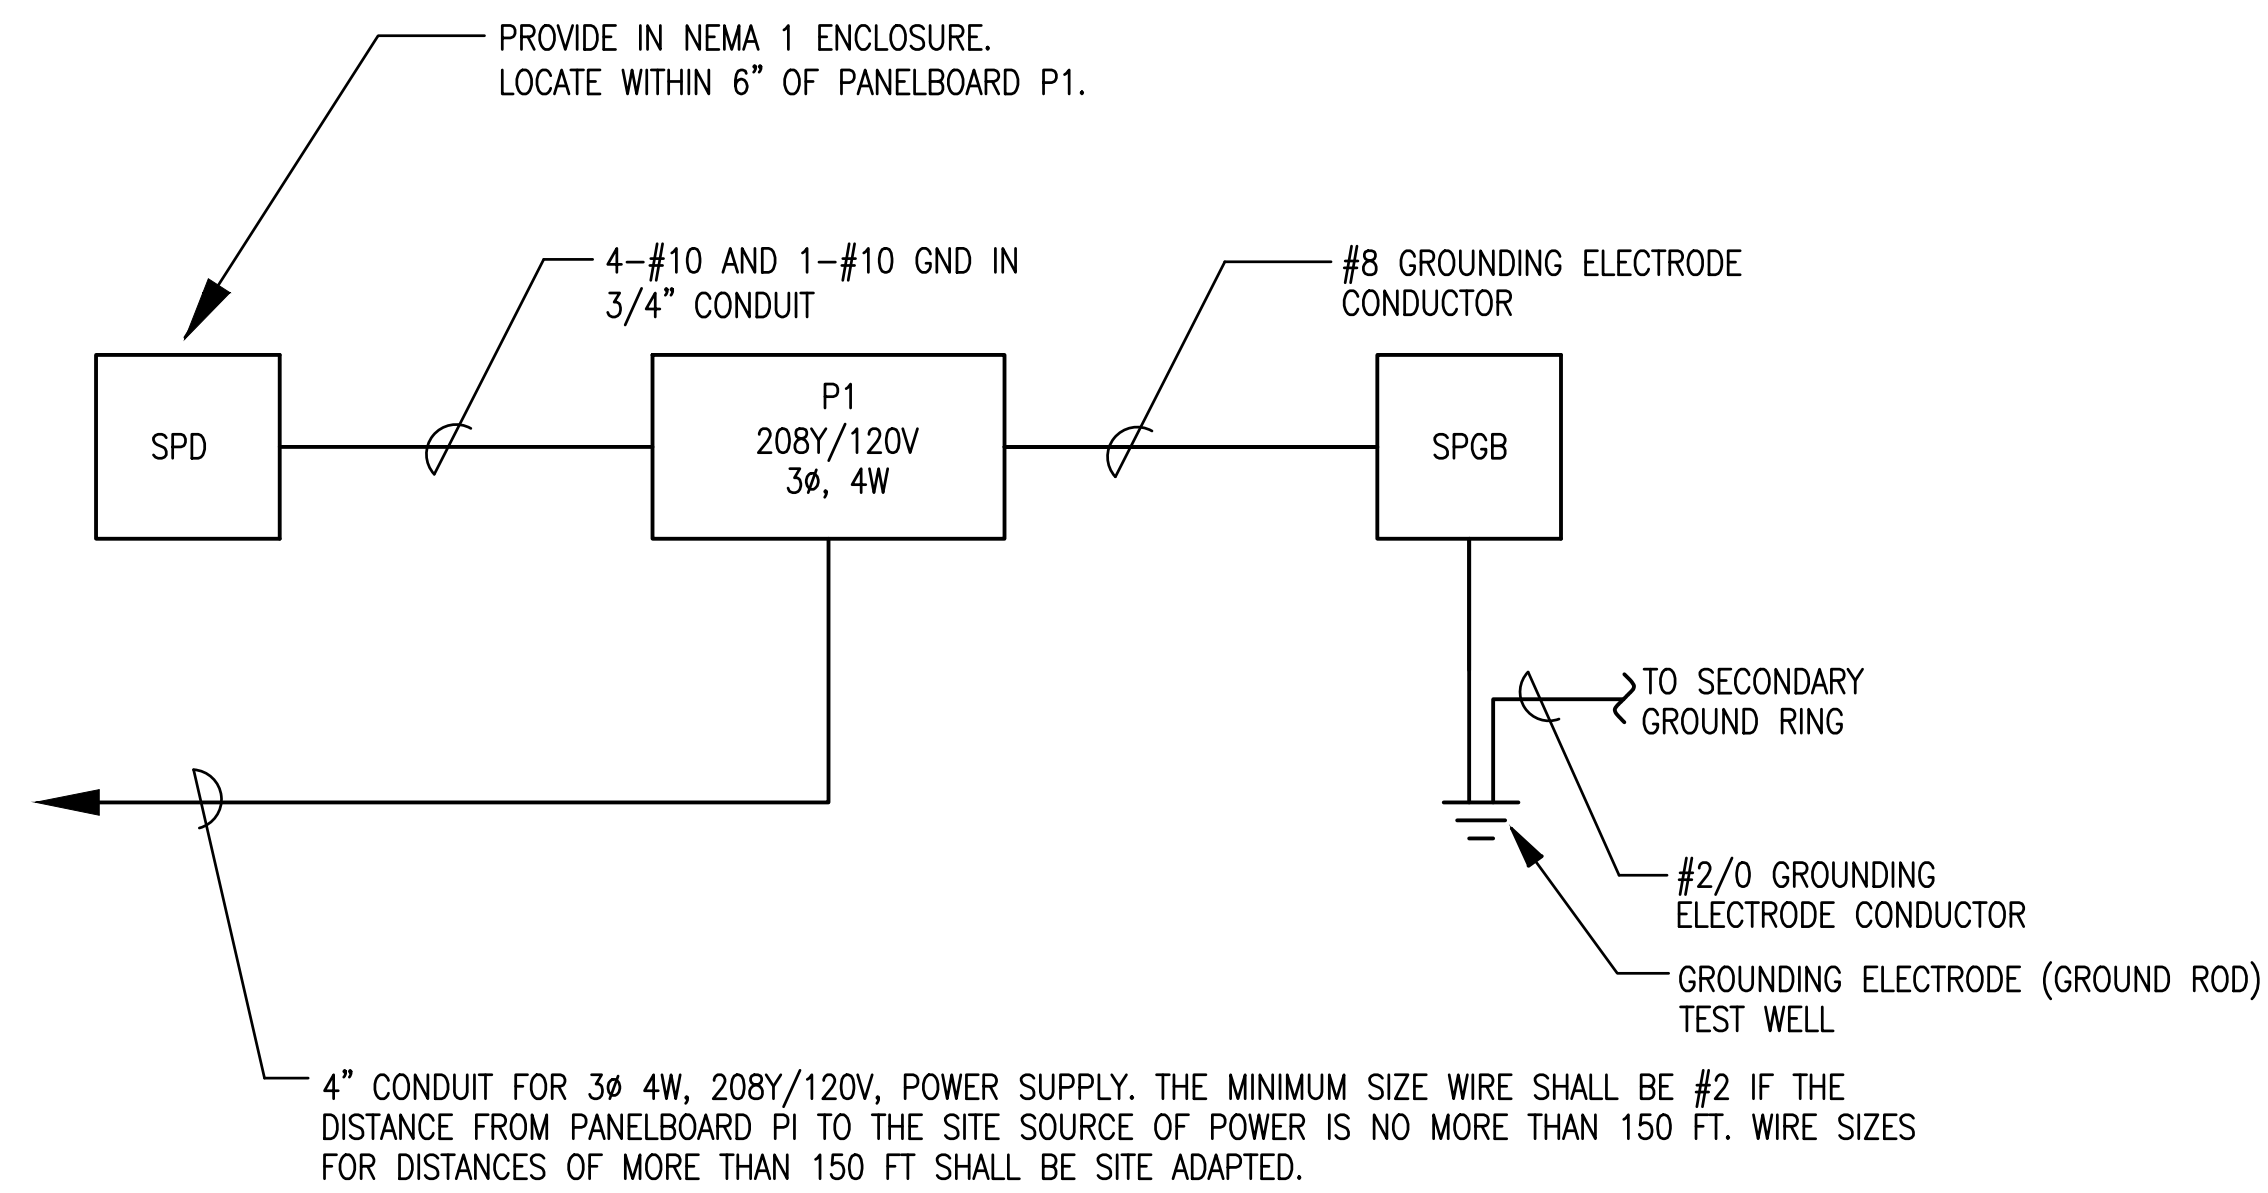 PROVIDE IN NEMA 1 ENCLOSURE.
LOCATE WITHIN 6" OF PANELBOARD P1.
4-#10 AND 1-#10 GND IN
3/4" CONDUIT
#8 GROUNDING ELECTRODE
CONDUCTOR
SPD
P1
208Y/120V
3ø, 4W
SPGB
TO SECONDARY
GROUND RING
#2/0 GROUNDING
ELECTRODE CONDUCTOR
GROUNDING ELECTRODE (GROUND ROD)
TEST WELL
4" CONDUIT FOR 3ø 4W, 208Y/120V, POWER SUPPLY. THE MINIMUM SIZE WIRE SHALL BE #2 IF THE
DISTANCE FROM PANELBOARD PI TO THE SITE SOURCE OF POWER IS NO MORE THAN 150 FT. WIRE SIZES
FOR DISTANCES OF MORE THAN 150 FT SHALL BE SITE ADAPTED.